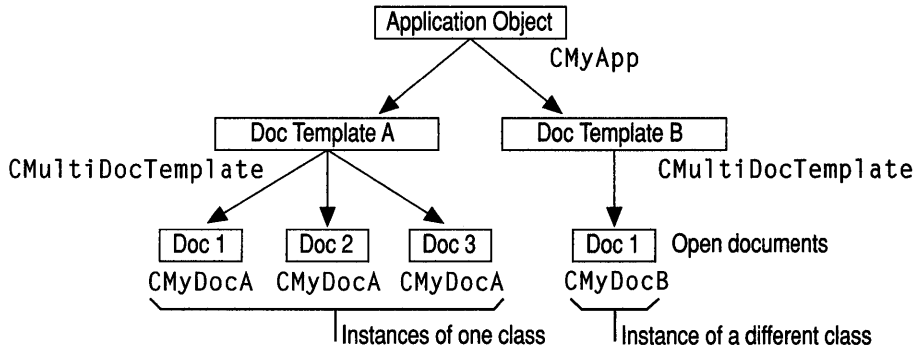 Application Object
CMyApp
Doc Template A
Doc Template B
CMultiDocTemplate
CMultiDocTemplate
Doc 1
Doc 2
Doc 3
Doc 1
Open documents
CMyDocA
CMyDocA
CMyDocA
CMyDocB
Instances of one class
Instance of a different class